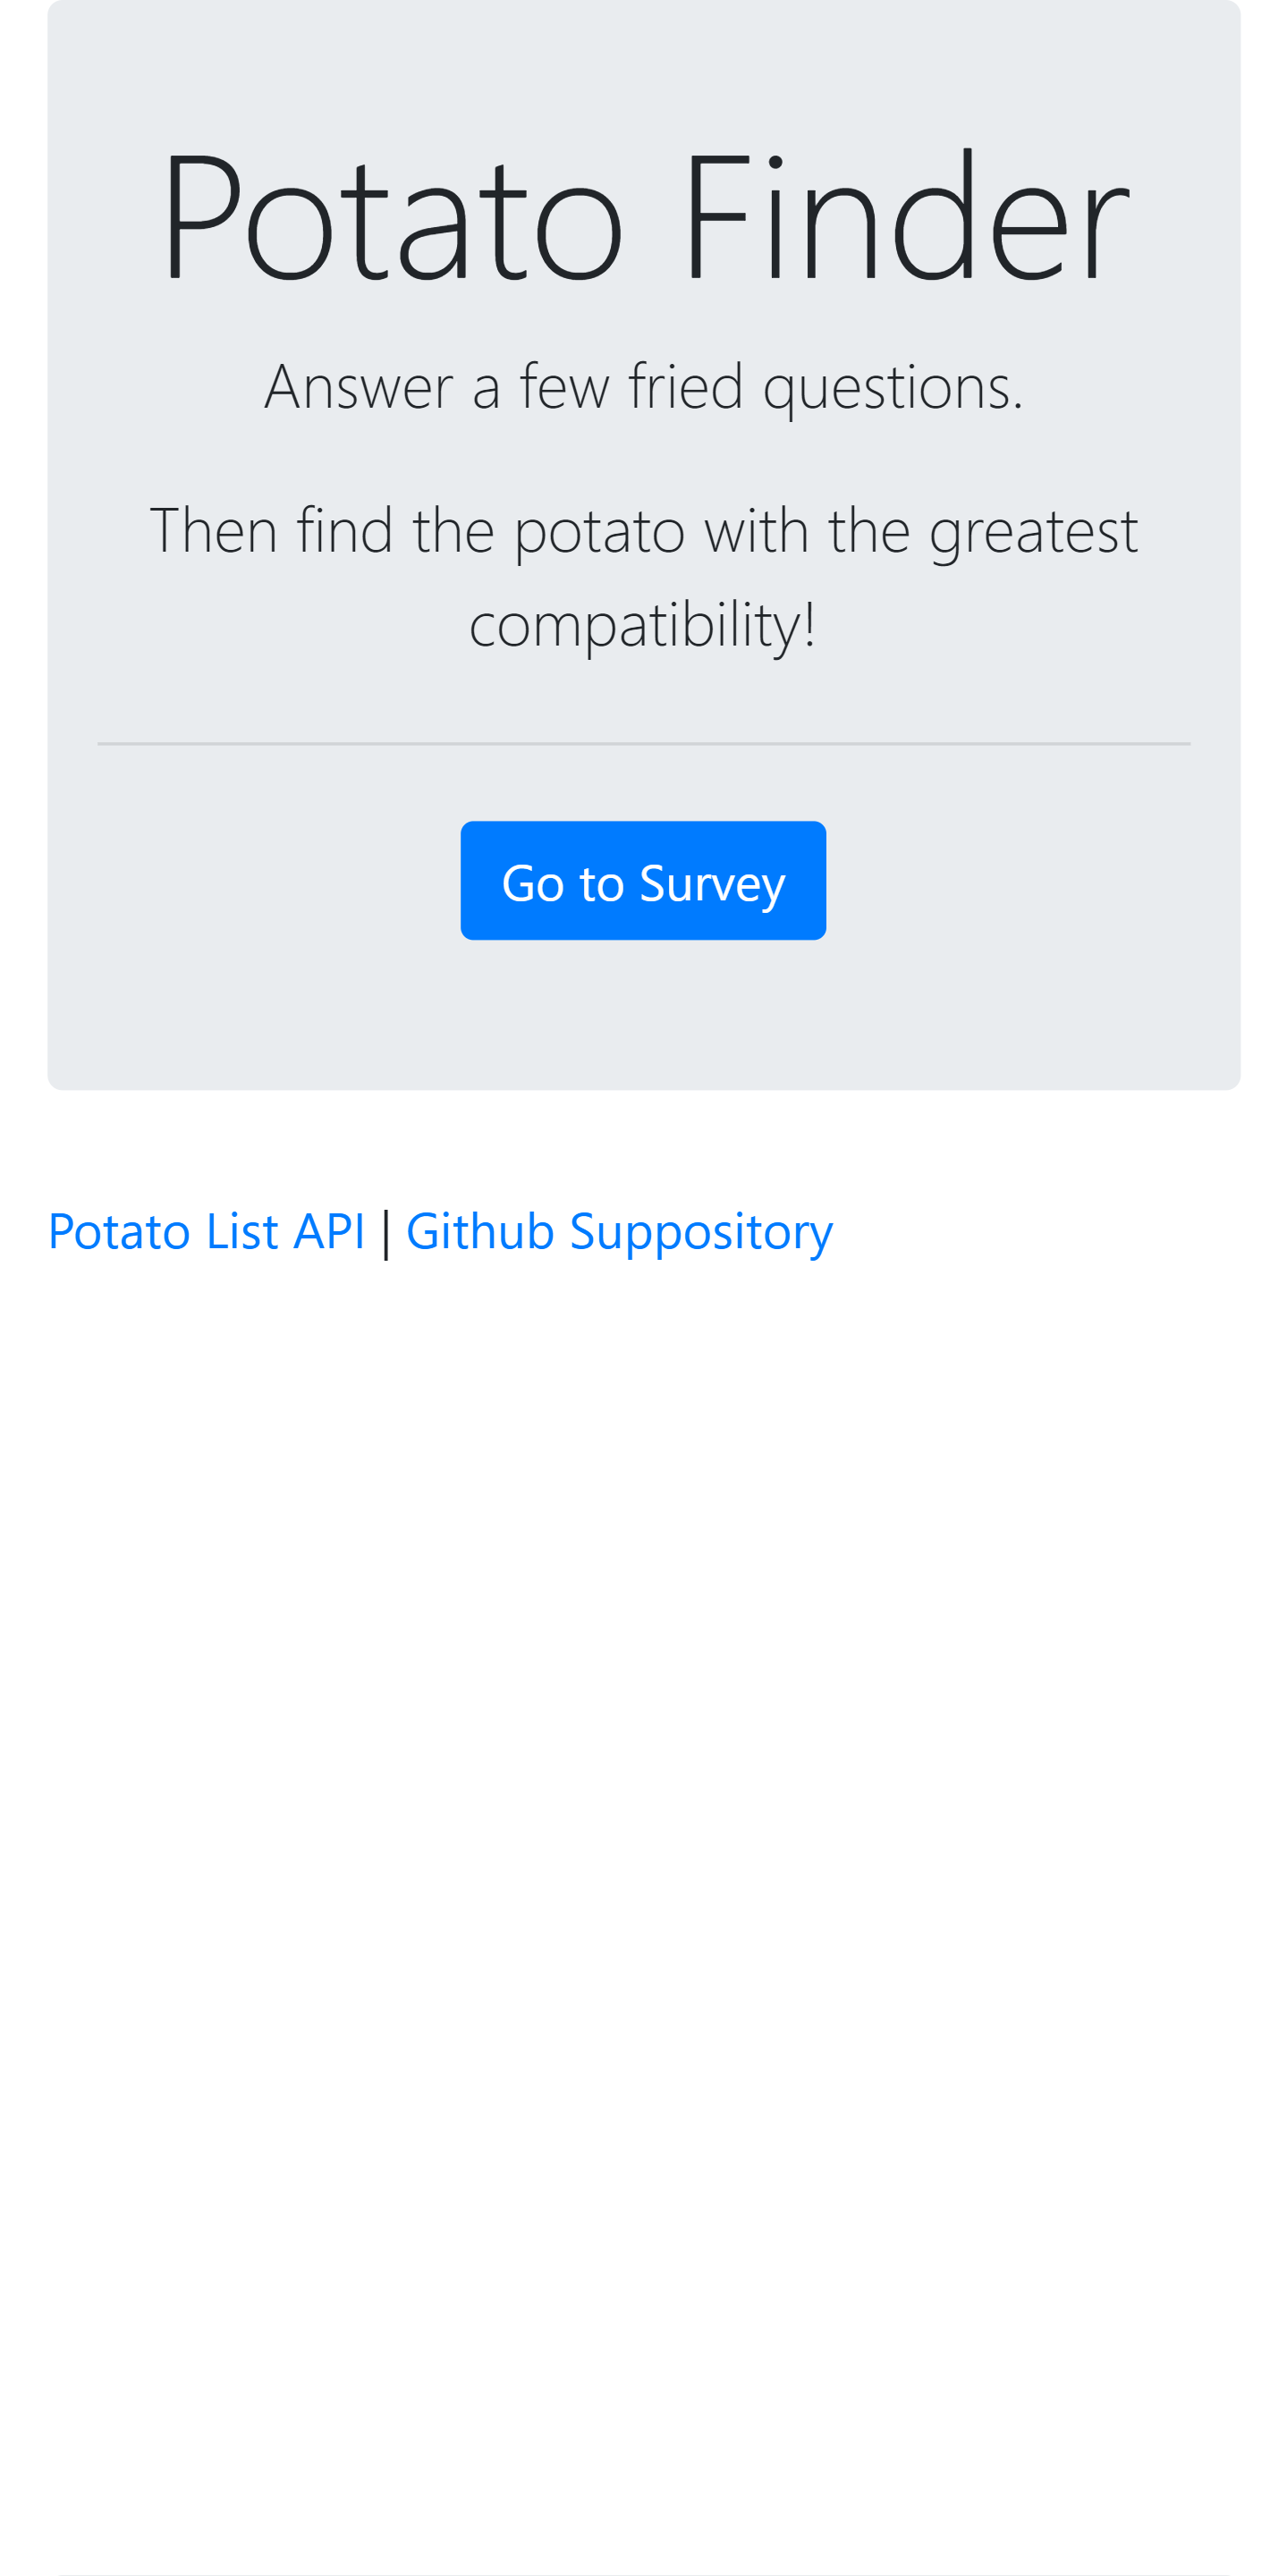 Potato Finder
Answer a few fried questions.
Then find the potato with the greatest
compatibility!
Go to Survey
Potato List API | Github Suppository